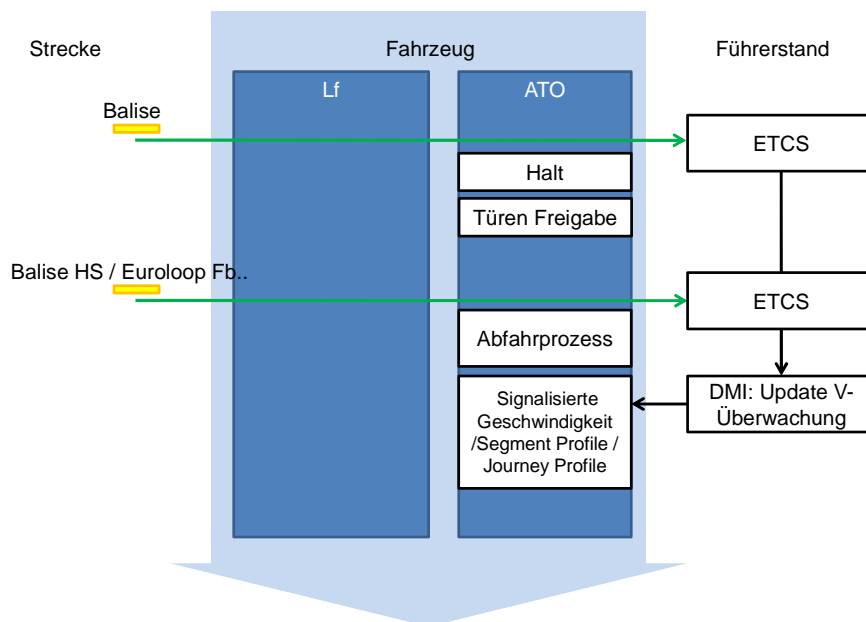 Strecke
Fahrzeug
Führerstand
Lf
ATO
Balise
ETCS
Halt
Türen Freigabe
Balise HS / Euroloop Fb..
ETCS
Abfahrprozess
DMI: Update V-
Überwachung
Signalisierte
Geschwindigkeit
/Segment Profile /
Journey Profile